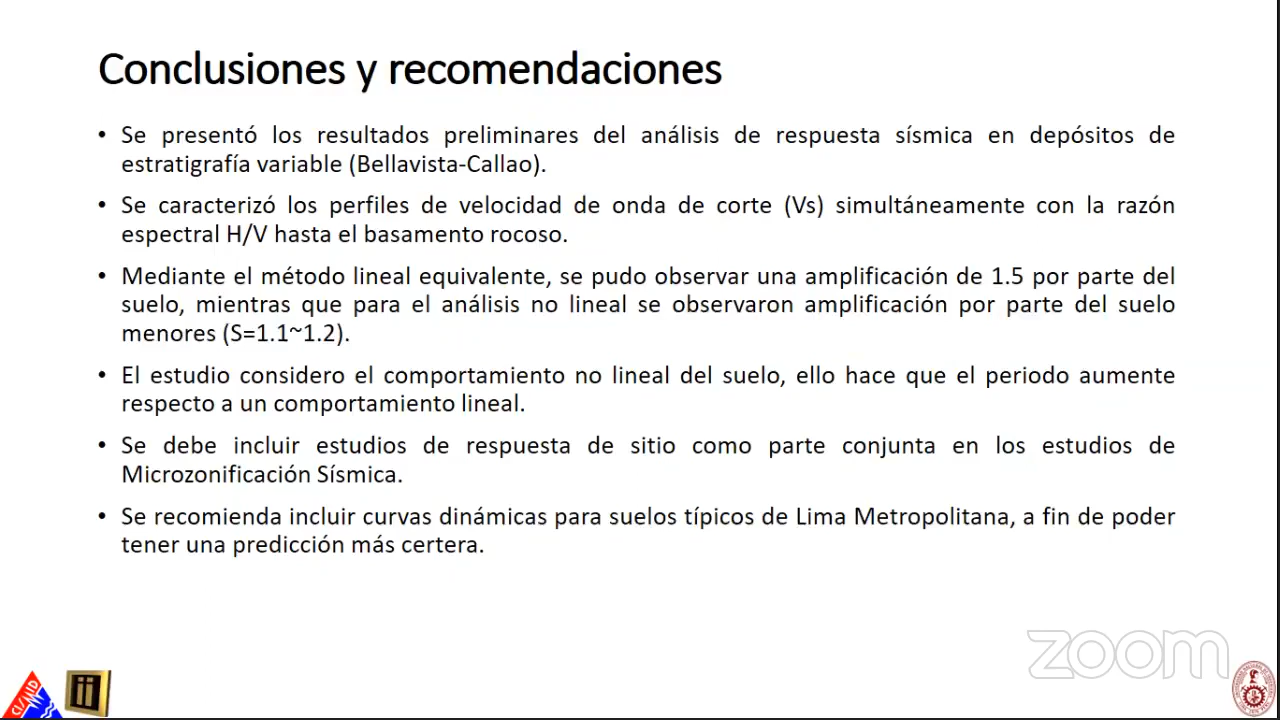 Conclusiones y recomendaciones
• Se presentó los resultados preliminares del análisis de respuesta sísmica en depósitos de
estratigrafía variable (Bellavista-Callao).
• Se caracterizó los perfiles de velocidad de onda de corte (Vs) simultáneamente con la razón
espectral H/V hasta el basamento rocoso.
• Mediante el método lineal equivalente, se pudo observar una amplificación de 1.5 por parte del
suelo, mientras que para el análisis no lineal se observaron amplificación por parte del suelo
menores (S=1.1~1.2).
• El estudio considero el comportamiento no lineal del suelo, ello hace que el periodo aumente
respecto a un comportamiento lineal.
• Se debe incluir estudios de respuesta de sitio como parte conjunta en los estudios de
Microzonificación Sísmica.
• Se recomienda incluir curvas dinámicas para suelos típicos de Lima Metropolitana, a fin de poder
tener una predicción más certera.
zoom
CISMID